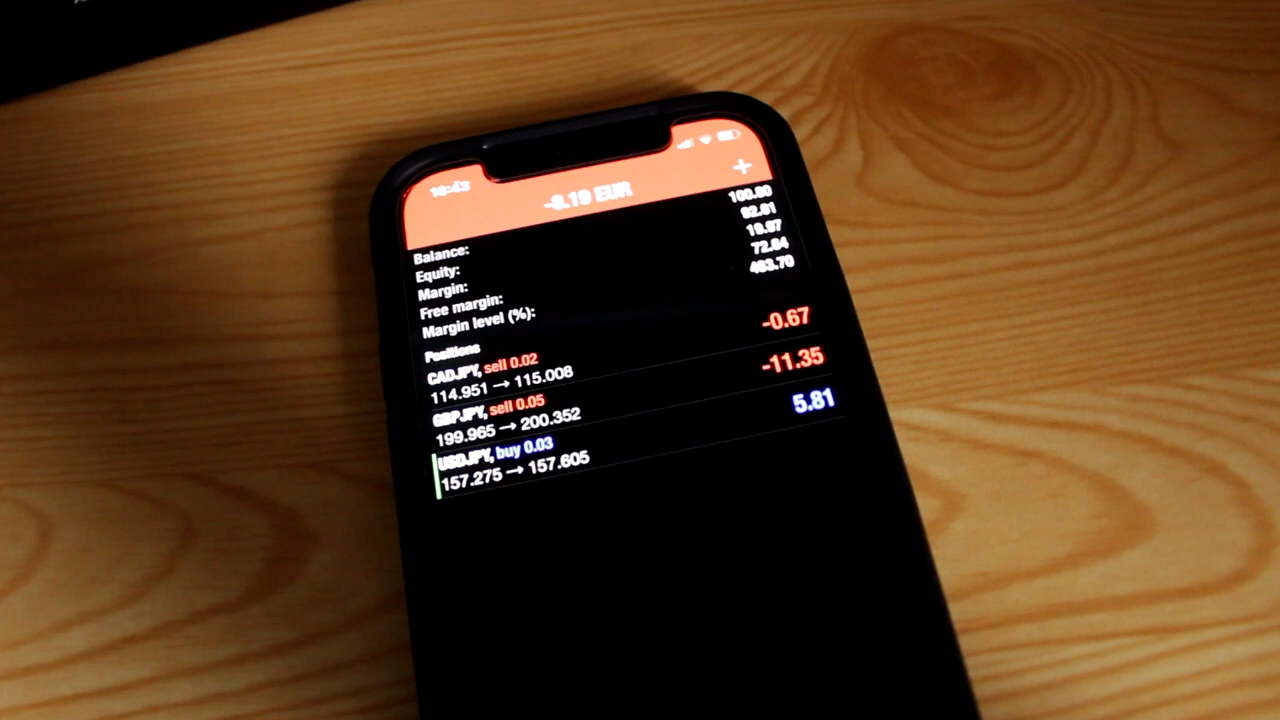 16:43
-8.19 EUR
+
Balance: 100.80
Equity: 92.61
Margin: 19.97
Free margin: 72.64
Margin level (%): 463.70
Positions
CADJPY, sell 0.02
114.951 → 115.008 -0.67
GBPJPY, sell 0.05
199.965 → 200.352 -11.35
USDJPY, buy 0.03
157.275 → 157.605 5.81